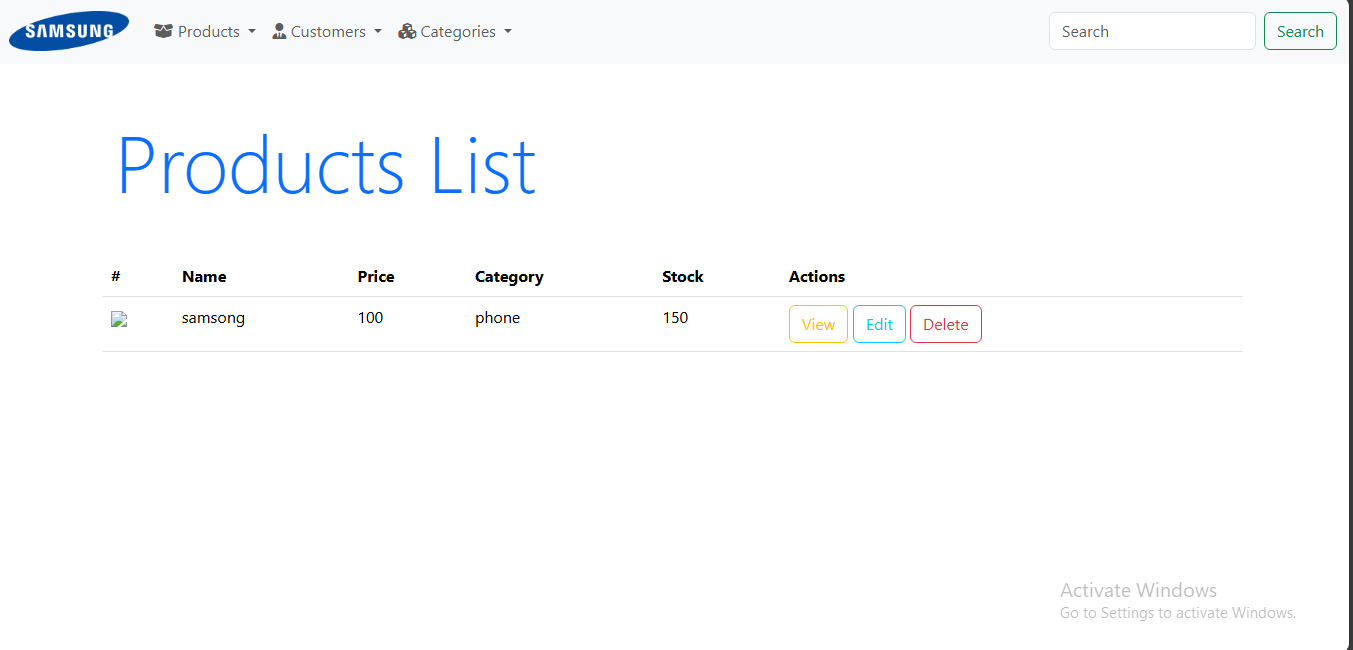 SAMSUNG Products Customers Categories Search Search
Products List
# Name Price Category Stock Actions
samsong 100 phone 150 View Edit Delete
Activate Windows
Go to Settings to activate Windows.